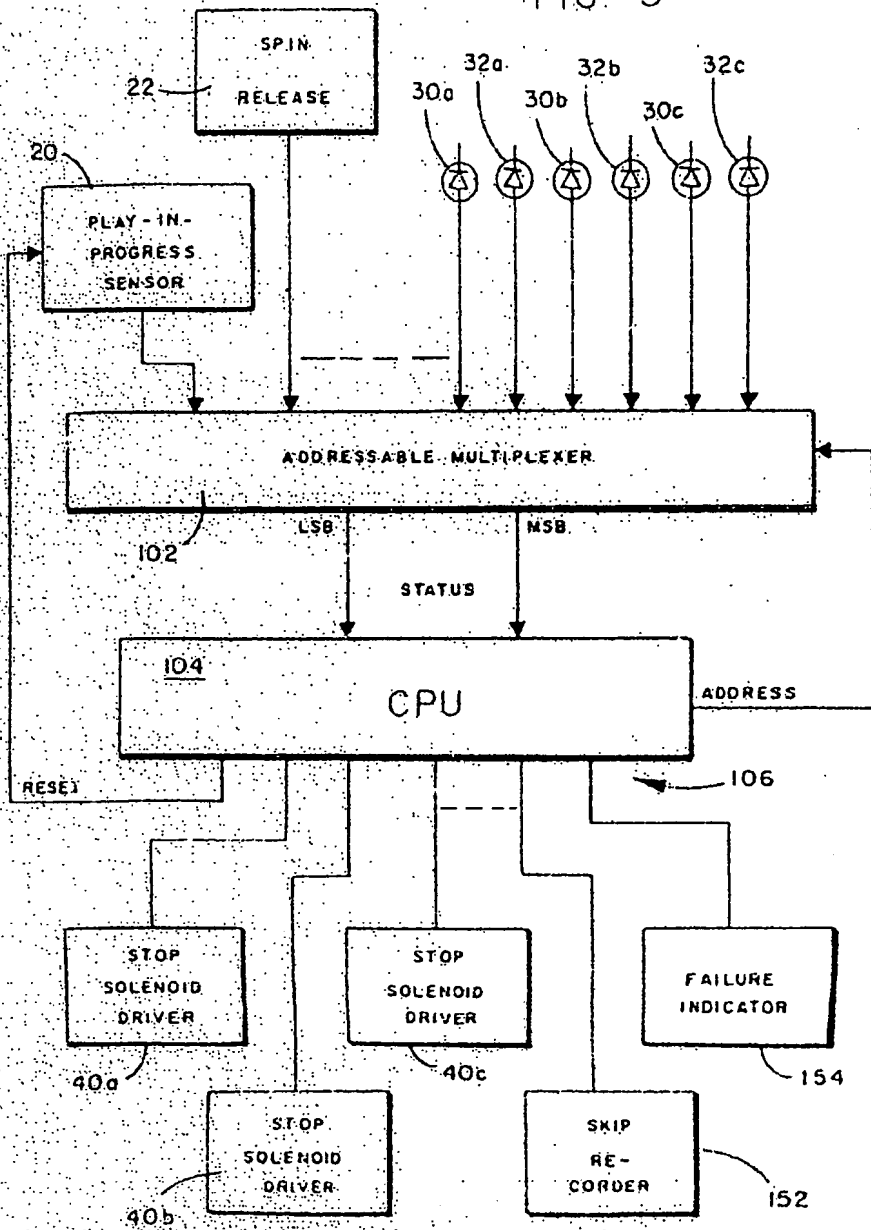 SPIN
RELEASE
22
20
PLAY-IN-
PROGRESS
SENSOR
30a
32a
30b
32b
30c
32c
ADDRESSABLE MULTIPLEXER
102
LSB
MSB
STATUS
104
CPU
ADDRESS
RESET
106
STOP
SOLENOID
DRIVER
40a
STOP
SOLENOID
DRIVER
40c
FAILURE
INDICATOR
154
STOP
SOLENOID
DRIVER
40b
SKIP
RE-
CORDER
152